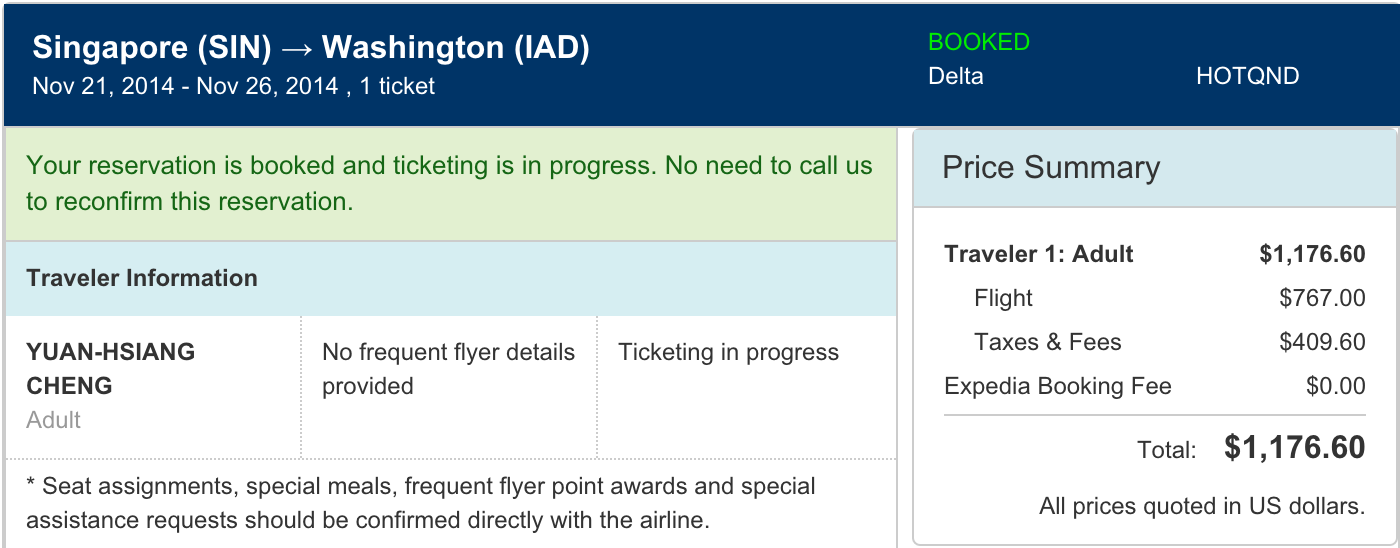 Singapore (SIN) → Washington (IAD)
Nov 21, 2014 - Nov 26, 2014 , 1 ticket
BOOKED
Delta HOTQND
Your reservation is booked and ticketing is in progress. No need to call us
to reconfirm this reservation.
Traveler Information
YUAN-HSIANG
CHENG
Adult
No frequent flyer details
provided
Ticketing in progress
* Seat assignments, special meals, frequent flyer point awards and special
assistance requests should be confirmed directly with the airline.
Price Summary
Traveler 1: Adult $1,176.60
Flight $767.00
Taxes & Fees $409.60
Expedia Booking Fee $0.00
Total: $1,176.60
All prices quoted in US dollars.